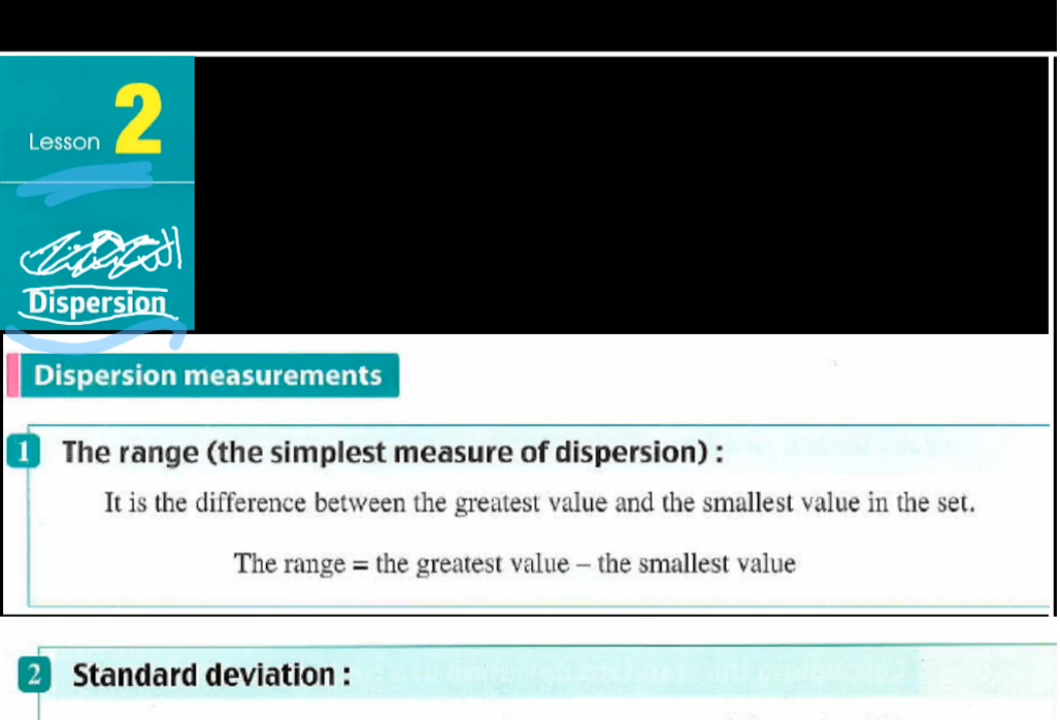 Lesson 2
Dispersion
Dispersion measurements
1 The range (the simplest measure of dispersion) :
It is the difference between the greatest value and the smallest value in the set.
The range = the greatest value – the smallest value
2 Standard deviation :